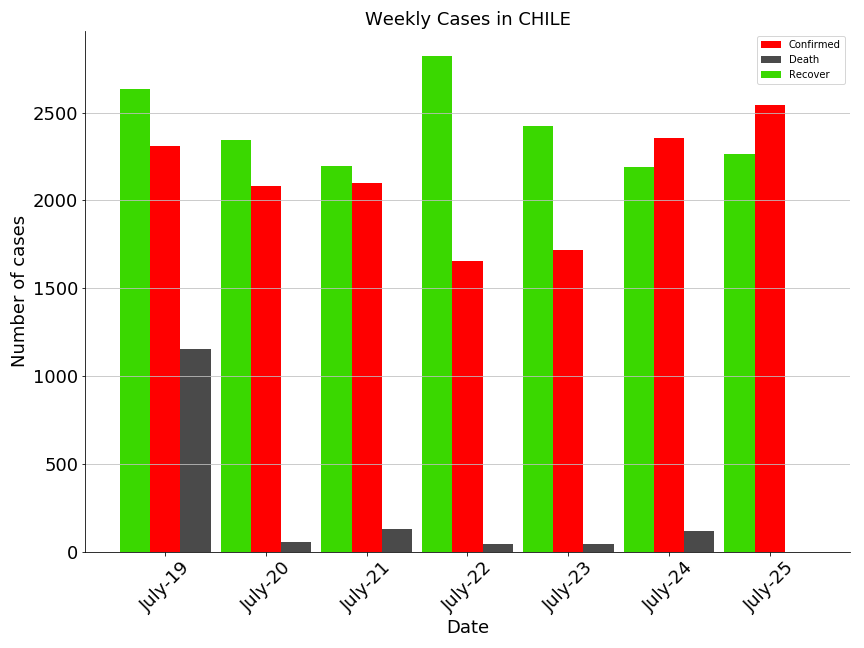 Weekly Cases in CHILE
Confirmed
Death
Recover
Number of cases
2500
2000
1500
1000
500
0
July-19
July-20
July-21
July-22
July-23
July-24
July-25
Date